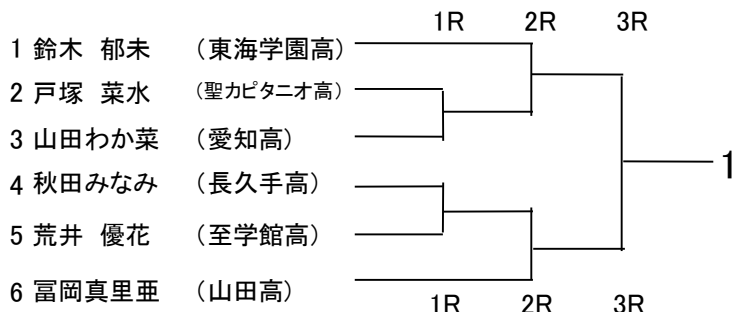 1R 2R 3R
1 鈴木 郁未 (東海学園高)
2 戸塚 菜水 (聖カピタニオ高)
3 山田わか菜 (愛知高)
4 秋田みなみ (長久手高)
1
5 荒井 優花 (至学館高)
6 冨岡真里亜 (山田高)
1R 2R 3R